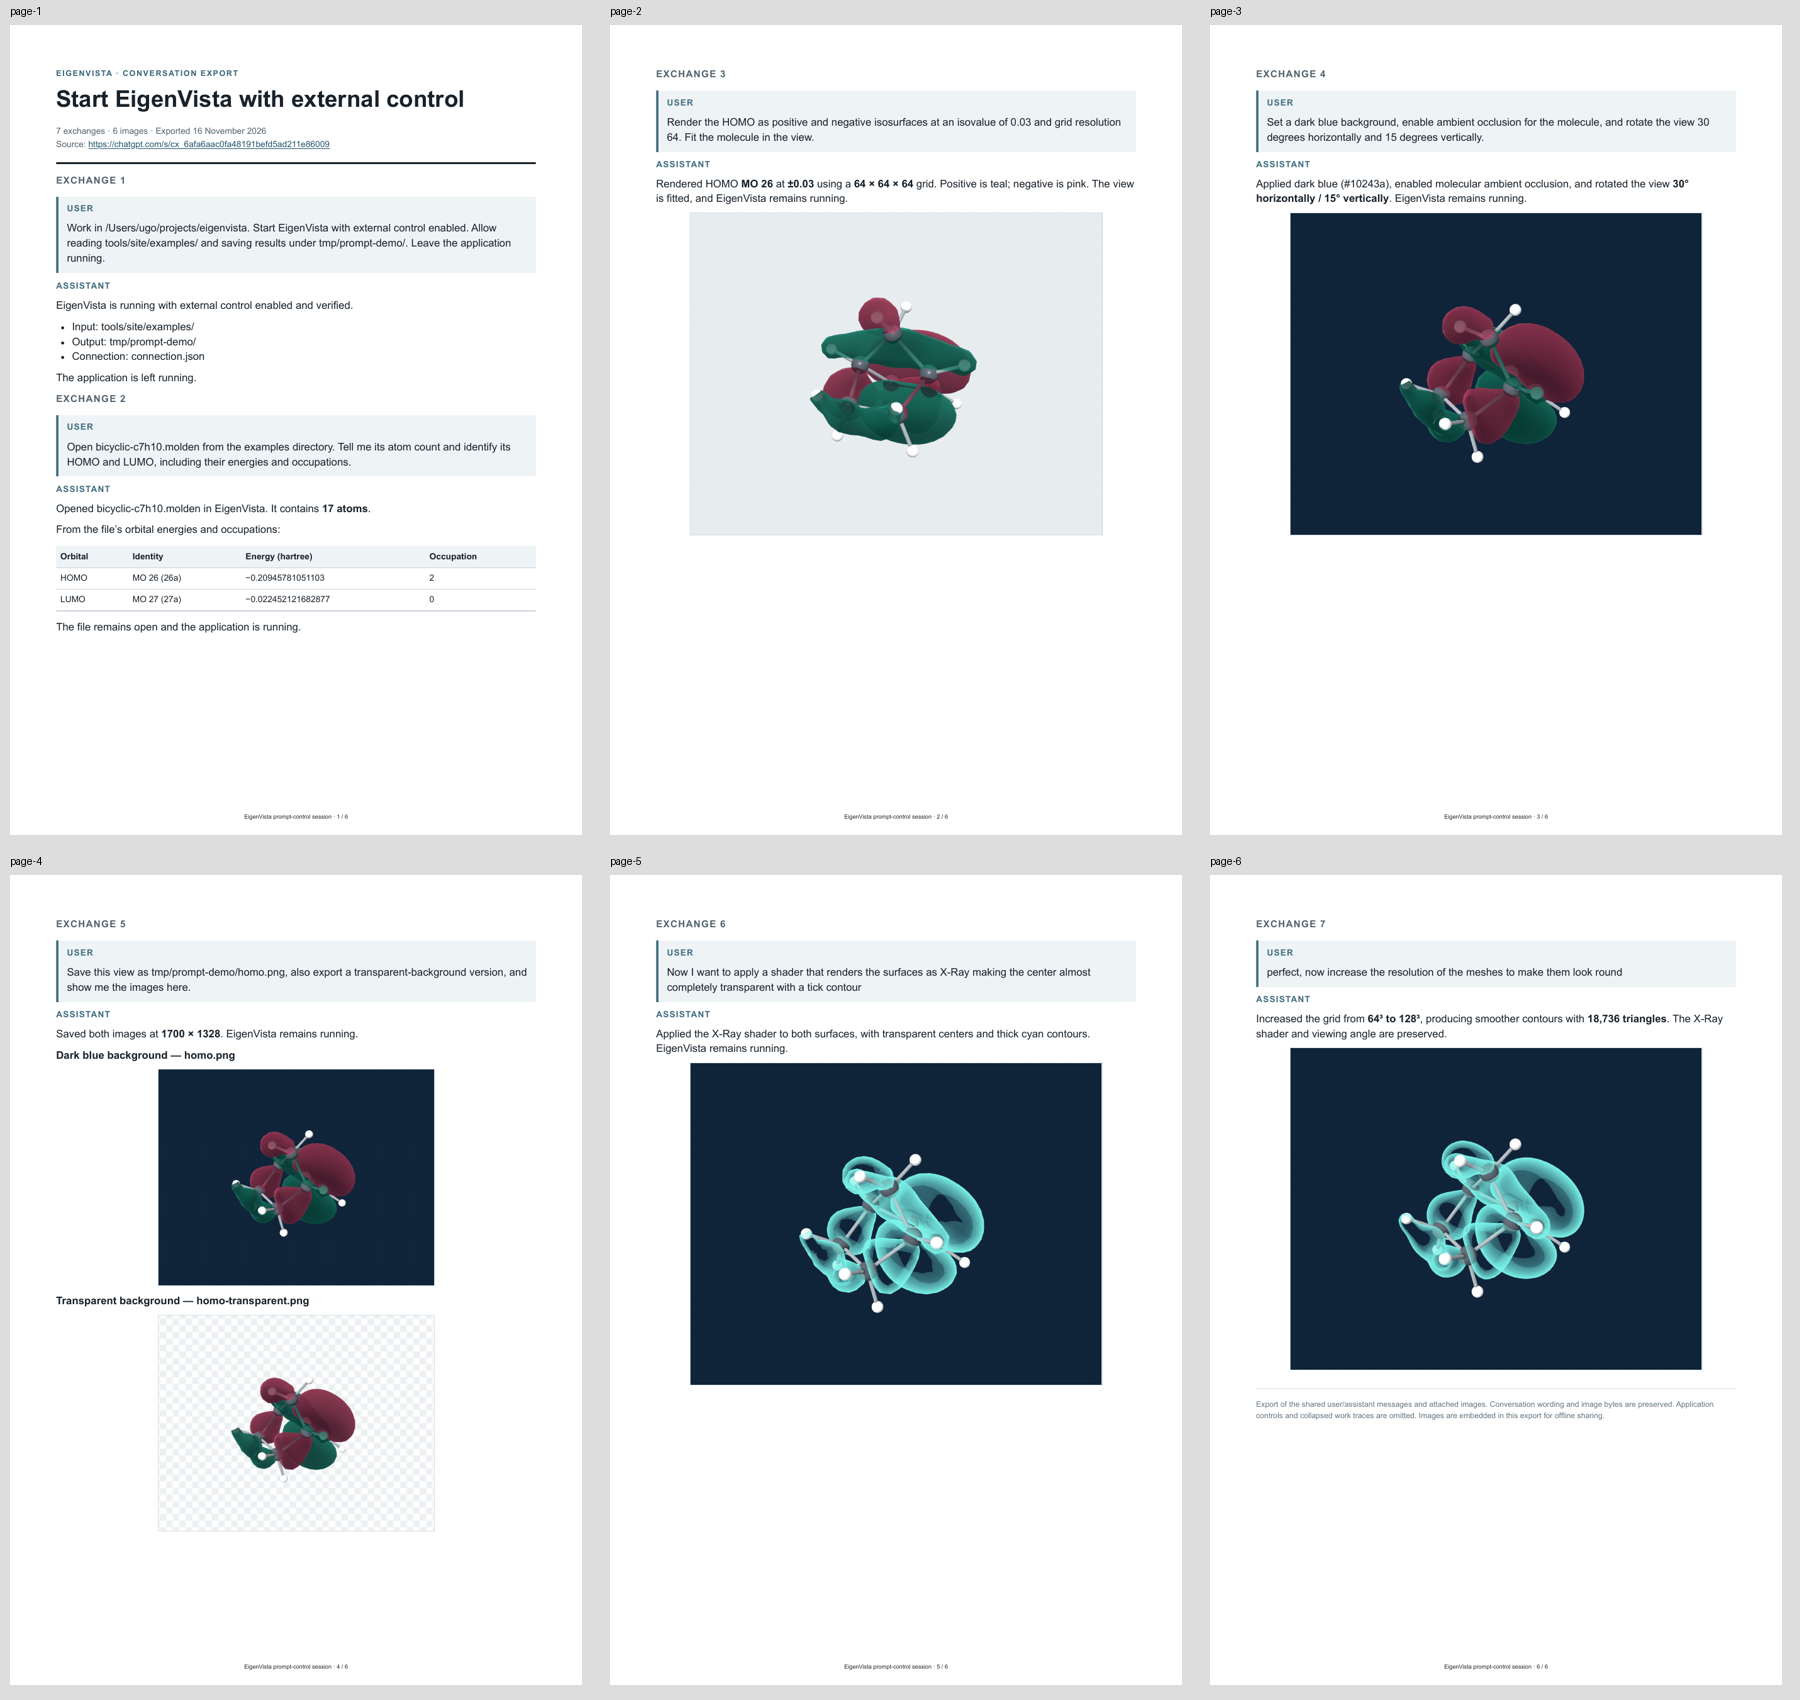 page-1
EIGENVISTA · CONVERSATION EXPORT
Start EigenVista with external control
7 exchanges · 6 images · Exported 16 November 2026
Source: https://chatgpt.com/s/cx_6afa6aac0fa48191befd5ad211e86009
EXCHANGE 1
USER
Work in /Users/ugo/projects/eigenvista. Start EigenVista with external control enabled. Allow
reading tools/site/examples/ and saving results under tmp/prompt-demo/. Leave the application
running.
ASSISTANT
EigenVista is running with external control enabled and verified.
• Input: tools/site/examples/
• Output: tmp/prompt-demo/
• Connection: connection.json
The application is left running.
EXCHANGE 2
USER
Open bicyclic-c7h10.molden from the examples directory. Tell me its atom count and identify its
HOMO and LUMO, including their energies and occupations.
ASSISTANT
Opened bicyclic-c7h10.molden in EigenVista. It contains 17 atoms.
From the file's orbital energies and occupations:
Orbital Identity Energy (hartree) Occupation
HOMO MO 26 (26a) −0.20945781051103 2
LUMO MO 27 (27a) −0.022452121682877 0
The file remains open and the application is running.
EigenVista prompt-control session · 1 / 6
page-2
EXCHANGE 3
USER
Render the HOMO as positive and negative isosurfaces at an isovalue of 0.03 and grid resolution
64. Fit the molecule in the view.
ASSISTANT
Rendered HOMO MO 26 at ±0.03 using a 64 × 64 × 64 grid. Positive is teal; negative is pink. The view
is fitted, and EigenVista remains running.
EigenVista prompt-control session · 2 / 6
page-3
EXCHANGE 4
USER
Set a dark blue background, enable ambient occlusion for the molecule, and rotate the view 30
degrees horizontally and 15 degrees vertically.
ASSISTANT
Applied dark blue (#10243a), enabled molecular ambient occlusion, and rotated the view 30°
horizontally / 15° vertically. EigenVista remains running.
EigenVista prompt-control session · 3 / 6
page-4
EXCHANGE 5
USER
Save this view as tmp/prompt-demo/homo.png, also export a transparent-background version, and
show me the images here.
ASSISTANT
Saved both images at 1700 × 1328. EigenVista remains running.
Dark blue background — homo.png
Transparent background — homo-transparent.png
EigenVista prompt-control session · 4 / 6
page-5
EXCHANGE 6
USER
Now I want to apply a shader that renders the surfaces as X-Ray making the center almost
completely transparent with a tick contour
ASSISTANT
Applied the X-Ray shader to both surfaces, with transparent centers and thick cyan contours.
EigenVista remains running.
EigenVista prompt-control session · 5 / 6
page-6
EXCHANGE 7
USER
perfect, now increase the resolution of the meshes to make them look round
ASSISTANT
Increased the grid from 64³ to 128³, producing smoother contours with 18,736 triangles. The X-Ray
shader and viewing angle are preserved.
Export of the shared user/assistant messages and attached images. Conversation wording and image bytes are preserved. Application
controls and collapsed work traces are omitted. Images are embedded in this export for offline sharing.
EigenVista prompt-control session · 6 / 6